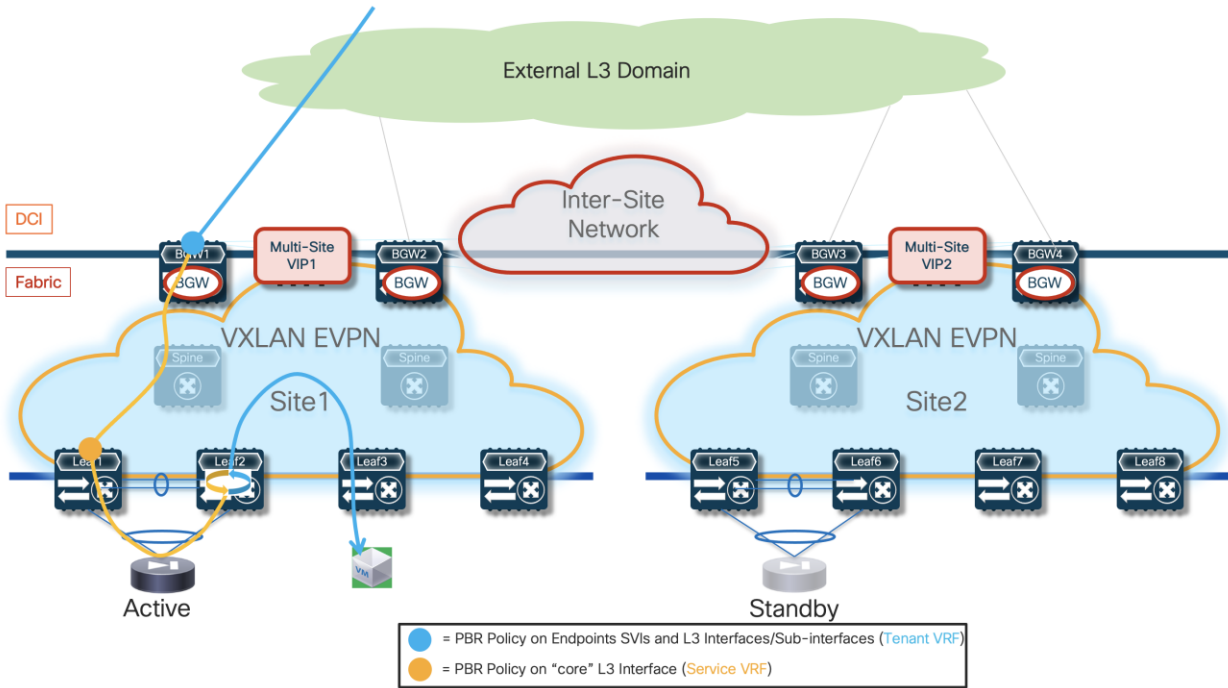 External L3 Domain
Inter-Site
Network
DCI
Fabric
BGW1
BGW
Multi-Site
VIP1
BGW2
BGW
BGW3
BGW
Multi-Site
VIP2
BGW4
BGW
VXLAN EVPN
Spine
Spine
Site1
VXLAN EVPN
Spine
Spine
Site2
Leaf1
Leaf2
Leaf3
Leaf4
Leaf5
Leaf6
Leaf7
Leaf8
VM
Active
Standby
= PBR Policy on Endpoints SVIs and L3 Interfaces/Sub-interfaces (Tenant VRF)
= PBR Policy on “core” L3 Interface (Service VRF)